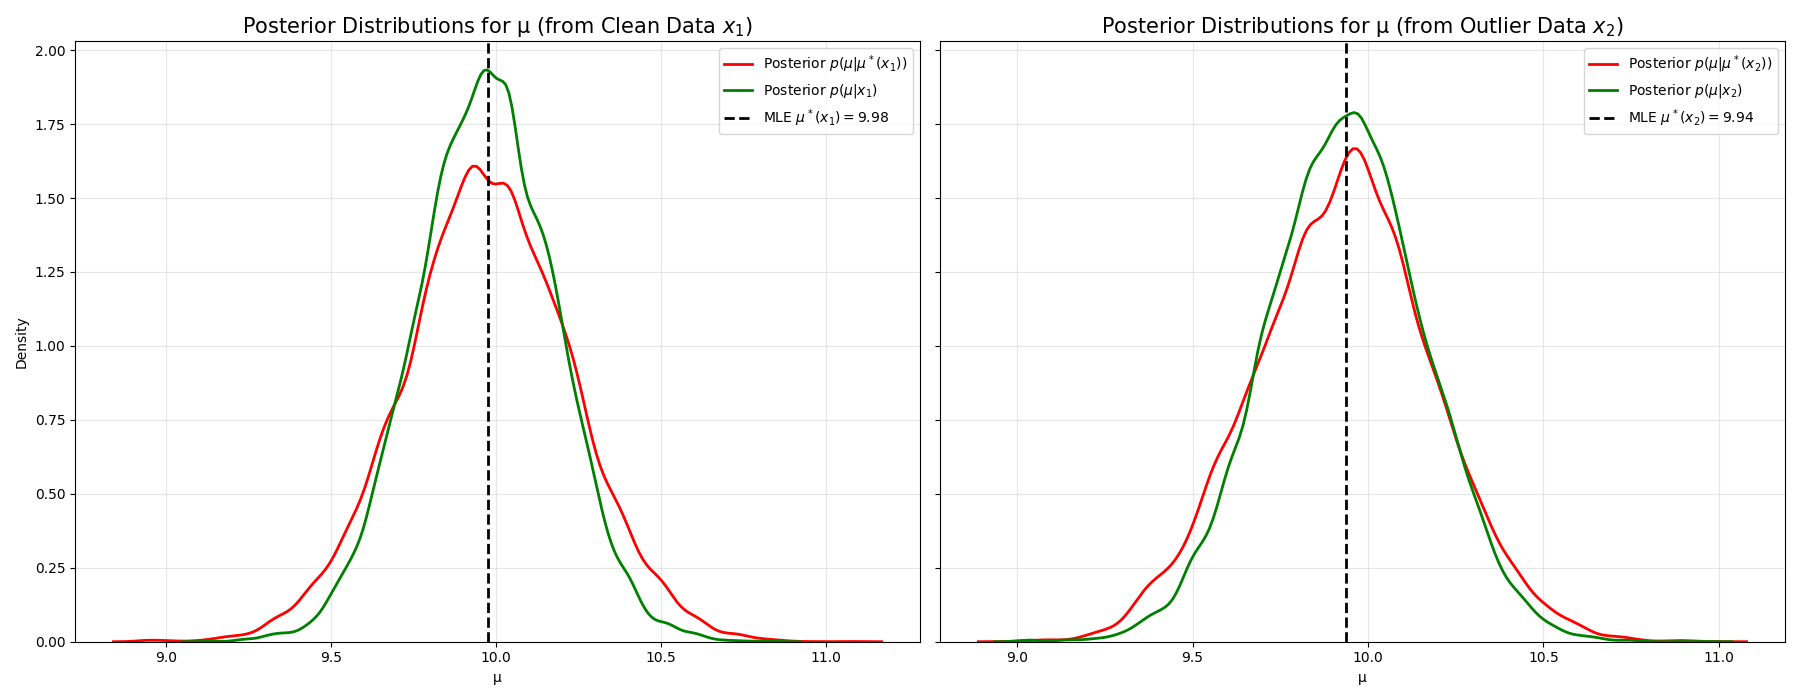 Posterior Distributions for μ (from Clean Data x₁)
Posterior p(μ|μ*(x₁))
Posterior p(μ|x₁)
MLE μ*(x₁) = 9.98
Density
2.00
1.75
1.50
1.25
1.00
0.75
0.50
0.25
0.00
9.0 9.5 10.0 10.5 11.0
μ
Posterior Distributions for μ (from Outlier Data x₂)
Posterior p(μ|μ*(x₂))
Posterior p(μ|x₂)
MLE μ*(x₂) = 9.94
9.0 9.5 10.0 10.5 11.0
μ